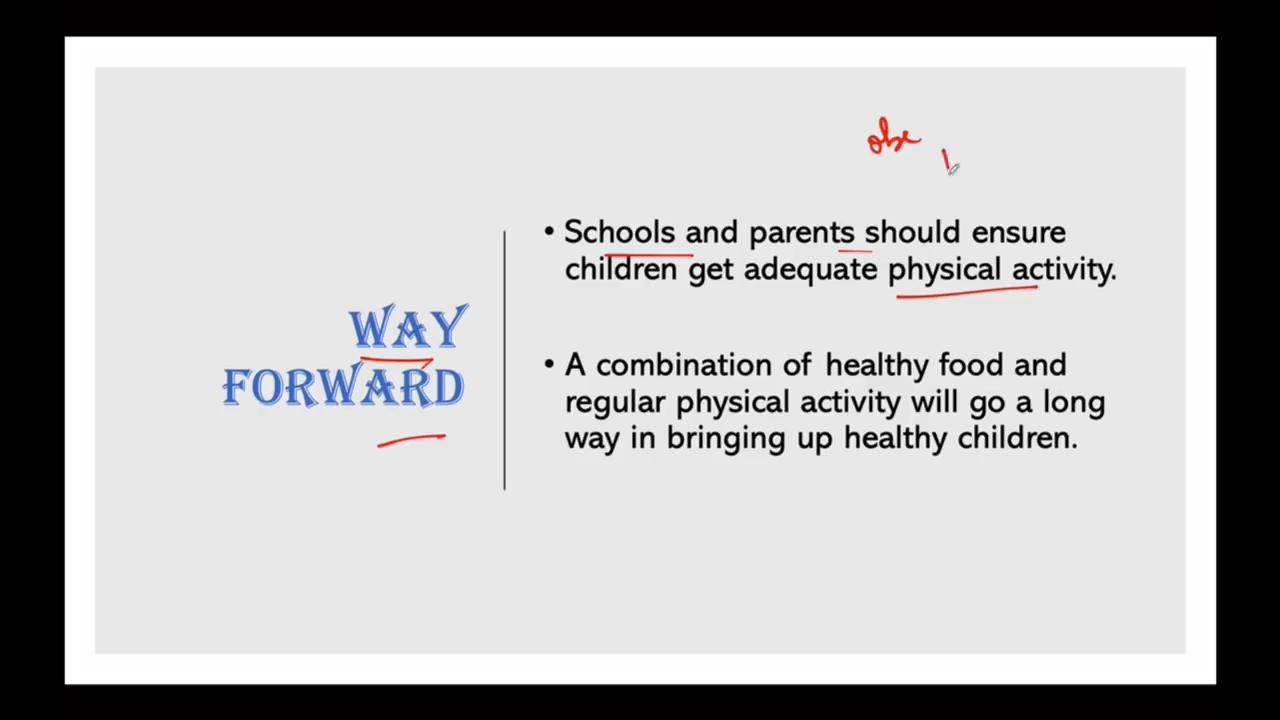 obe
WAY
FORWARD
• Schools and parents should ensure
children get adequate physical activity.
• A combination of healthy food and
regular physical activity will go a long
way in bringing up healthy children.